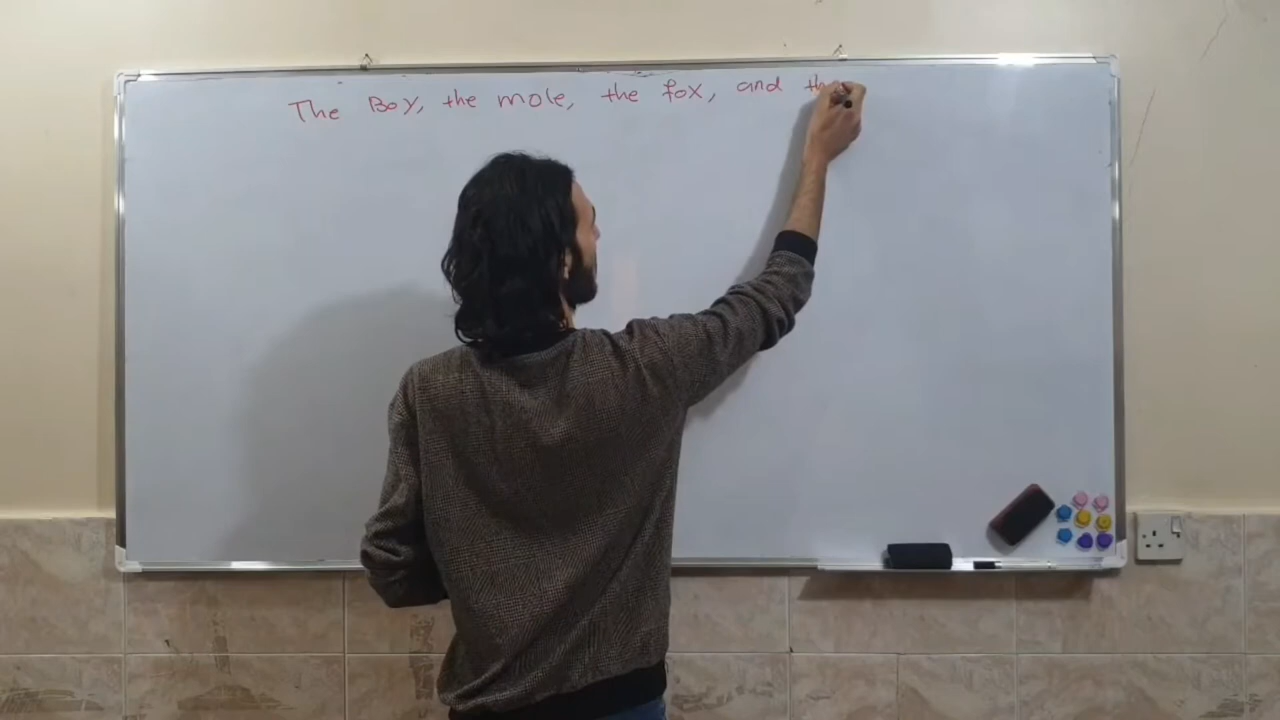 The Boy, the mole, the fox, and th